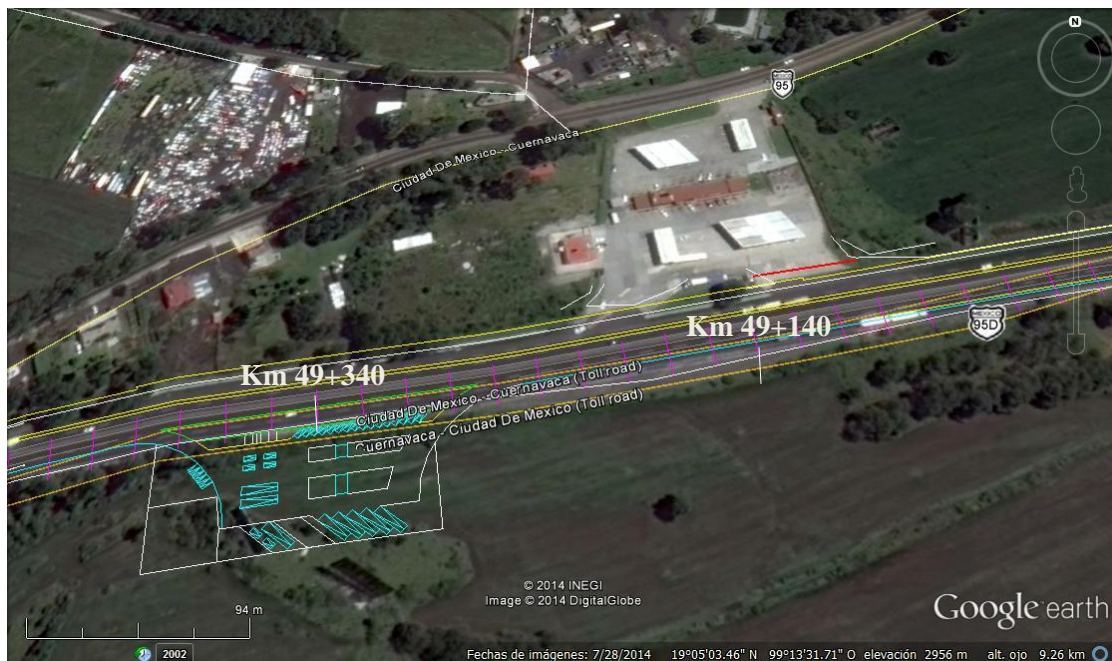 N
MEXICO
95
Ciudad De Mexico - Cuernavaca
Km 49+140
MEXICO
95D
Km 49+340
Ciudad De Mexico - Cuernavaca (Toll road)
Cuernavaca - Ciudad De Mexico (Toll road)
© 2014 INEGI
Image © 2014 DigitalGlobe
Google earth
94 m
2002
Fechas de imágenes: 7/28/2014 19°05'03.46" N 99°13'31.71" O elevación 2956 m alt. ojo 9.26 km